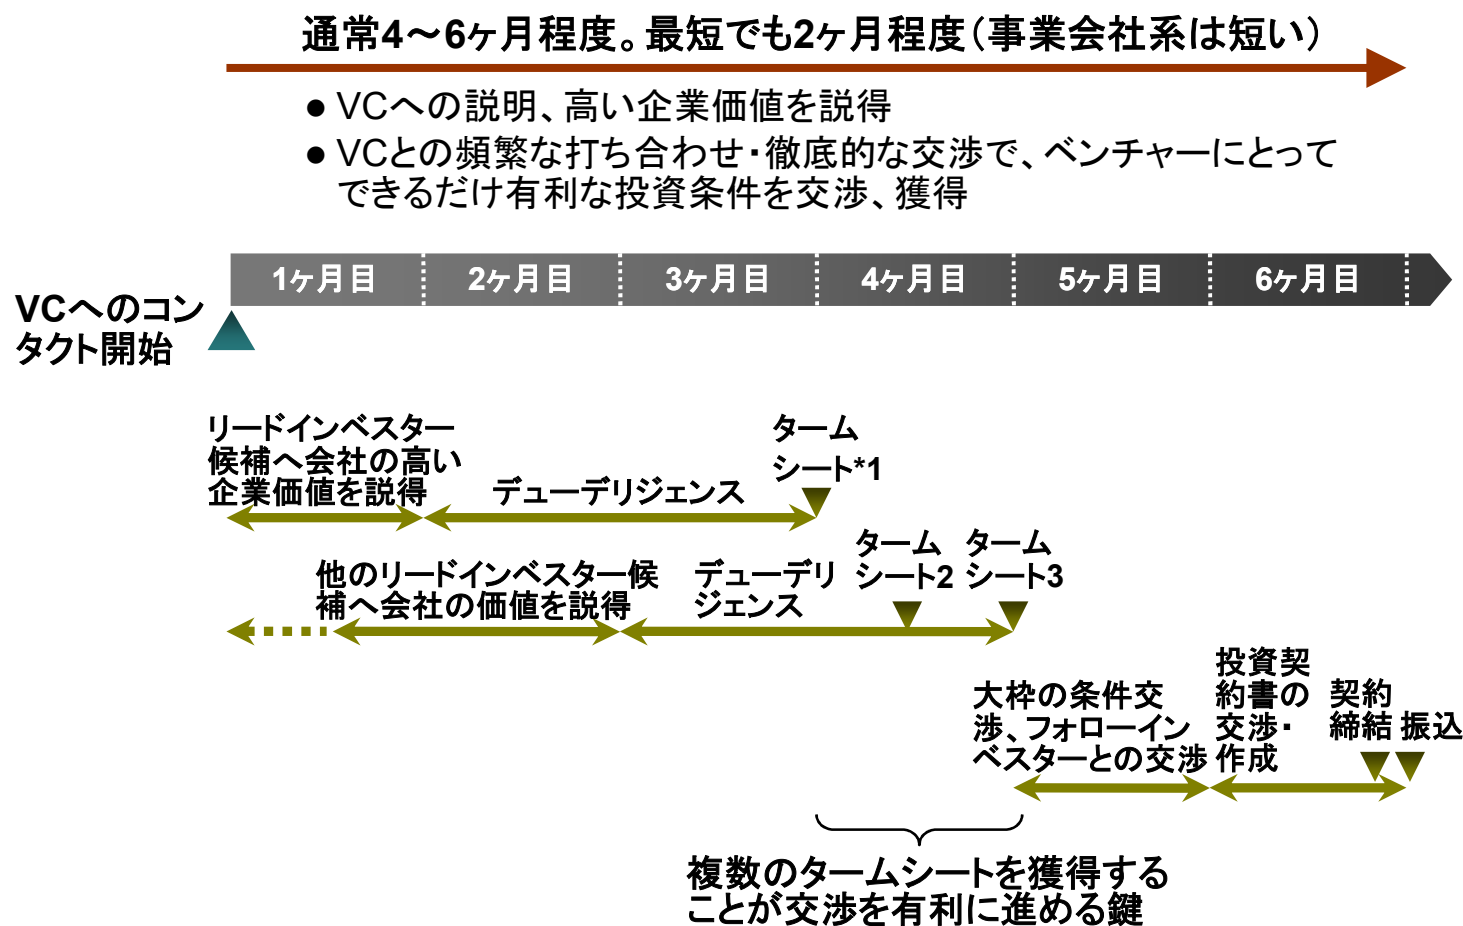 通常4～6ヶ月程度。最短でも2ヶ月程度（事業会社系は短い）
● VCへの説明、高い企業価値を説得
● VCとの頻繁な打ち合わせ・徹底的な交渉で、ベンチャーにとって
できるだけ有利な投資条件を交渉、獲得
1ヶ月目 2ヶ月目 3ヶ月目 4ヶ月目 5ヶ月目 6ヶ月目
VCへのコン
タクト開始
リードインベスター
候補へ会社の高い
企業価値を説得
デューデリジェンス
ターム
シート*1
他のリードインベスター候
補へ会社の価値を説得
デューデリ
ジェンス
ターム
シート2
ターム
シート3
大枠の条件交
渉、フォローイン
ベスターとの交渉
投資契
約書の
交渉・
作成
契約
締結
振込
複数のタームシートを獲得する
ことが交渉を有利に進める鍵